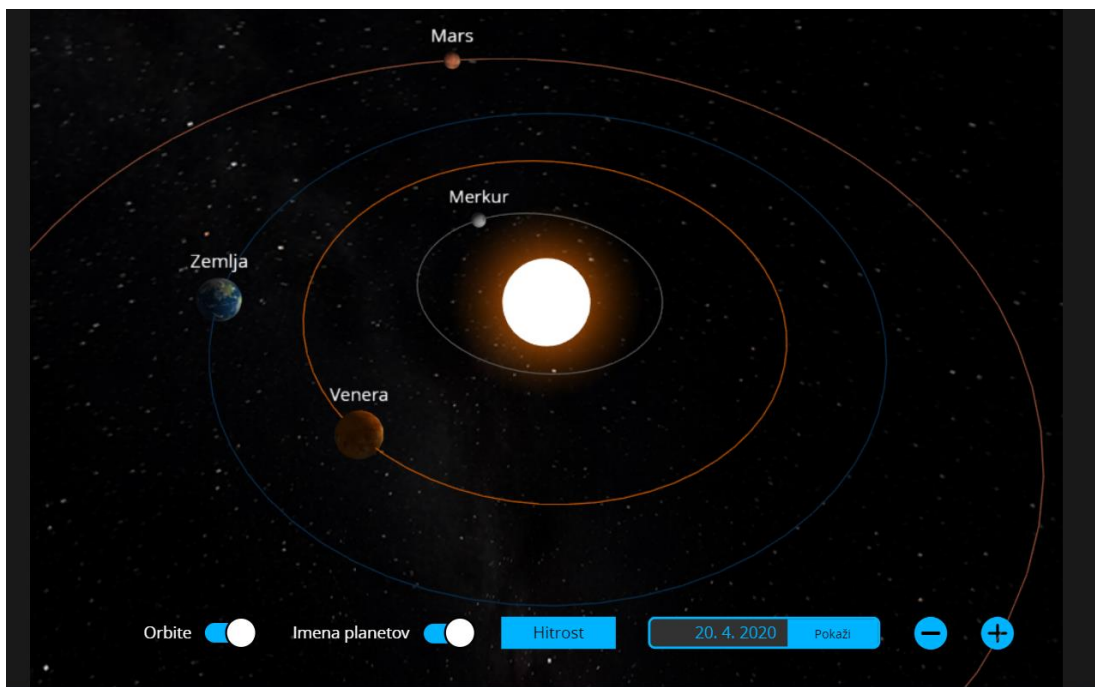 Mars
Merkur
Zemlja
Venera
Orbite
Imena planetov
Hitrost
20. 4. 2020
Pokaži